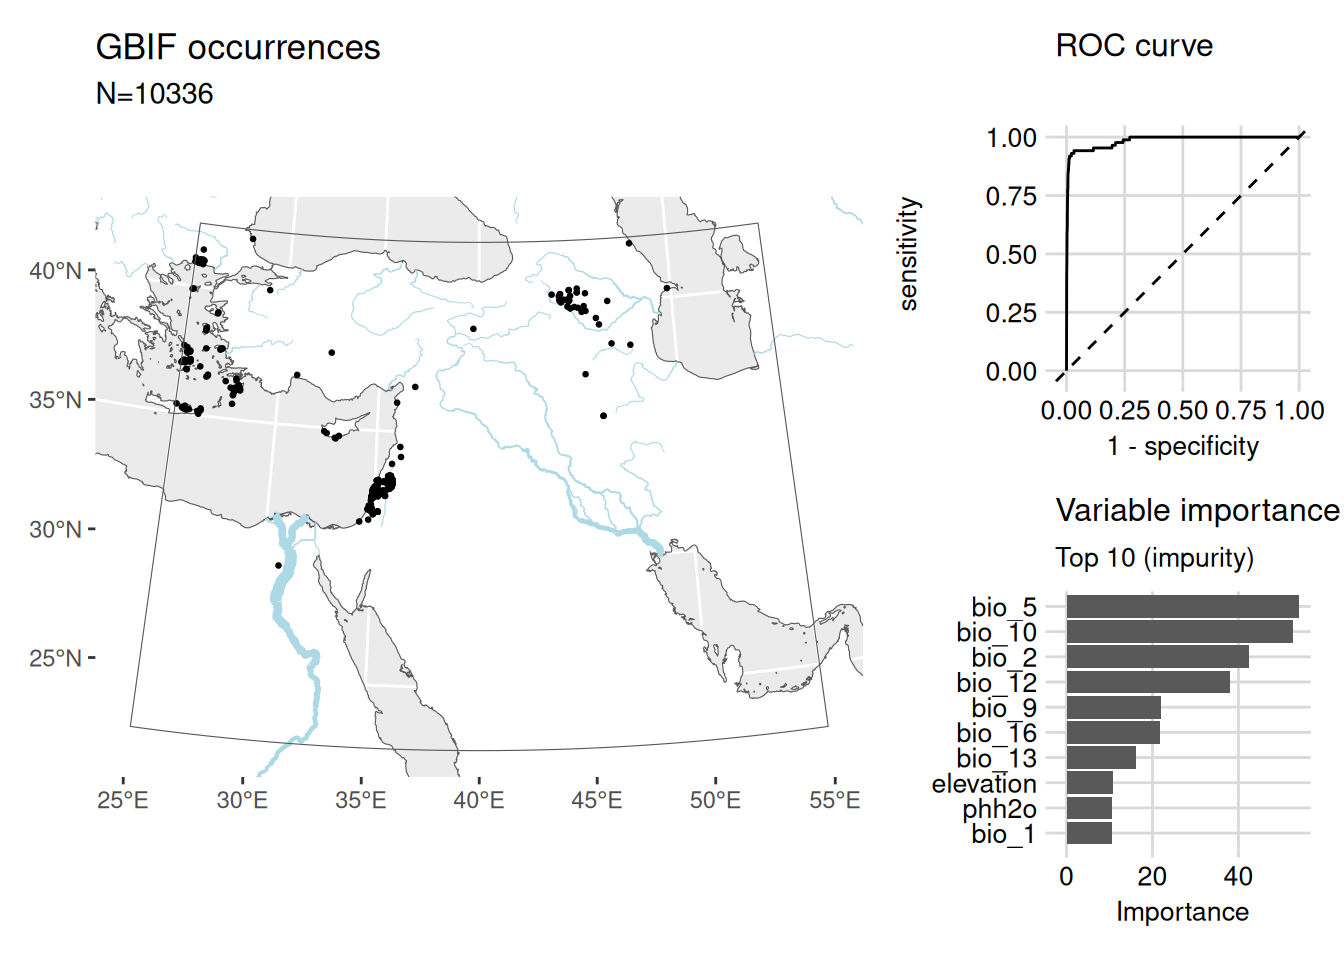 GBIF occurrences
N=10336
40°N
35°N
30°N
25°N
25°E 30°E 35°E 40°E 45°E 50°E 55°E
ROC curve
sensitivity
1.00
0.75
0.50
0.25
0.00
0.00 0.25 0.50 0.75 1.00
1 - specificity
Variable importance
Top 10 (impurity)
bio_5
bio_10
bio_2
bio_12
bio_9
bio_16
bio_13
elevation
phh2o
bio_1
0 20 40
Importance